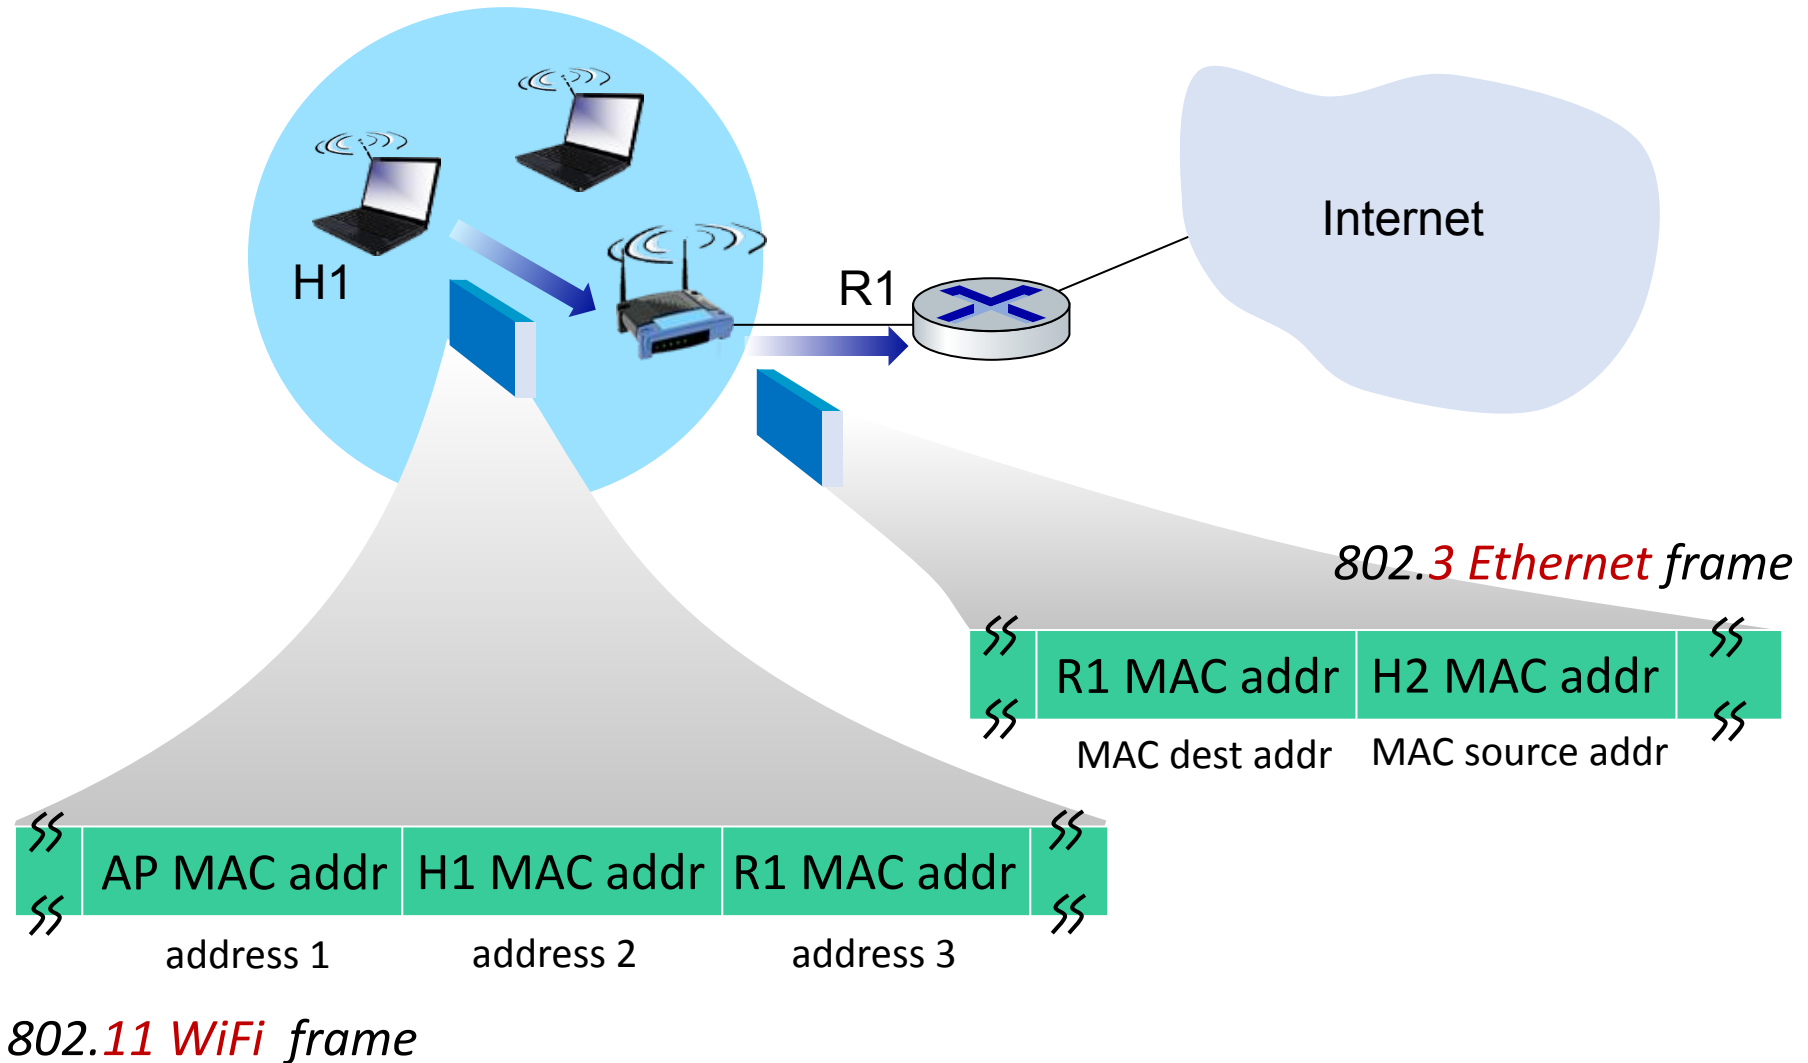 Internet
H1
R1
802.3 Ethernet frame
R1 MAC addr H2 MAC addr
MAC dest addr MAC source addr
AP MAC addr H1 MAC addr R1 MAC addr
address 1 address 2 address 3
802.11 WiFi frame